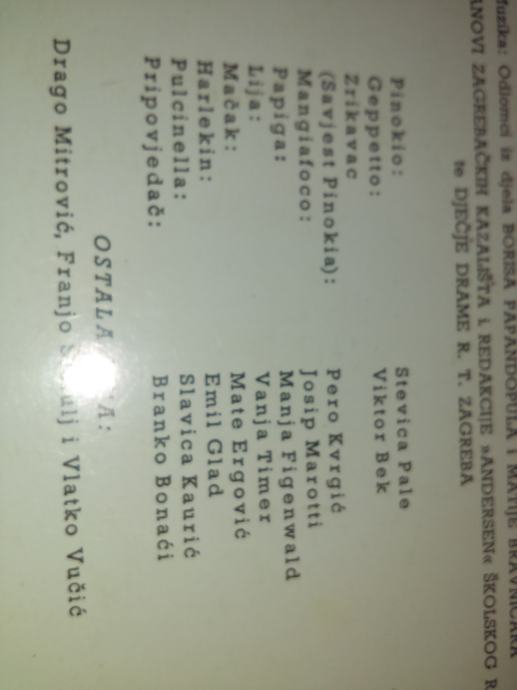 Muzika: Odlomci iz djela BORISA PAPANDOPULA i MATIJE BRAVNIČARA
ANOVI ZAGREBAČKIH KAZALIŠTA i REDAKCIJE »ANDERSEN« ŠKOLSKOG R
te DJEČJE DRAME R. T. ZAGREBA
Pinokio: Stevica Pale
Geppetto: Viktor Bek
Zrikavac
(Savjest Pinokia): Pero Kvrgić
Mangiafoco: Josip Marotti
Papiga: Manja Figenwald
Lija: Vanja Timer
Mačak: Mate Ergović
Harlekin: Emil Glad
Pulcinella: Slavica Kaurić
Pripovjedač: Branko Bonaći
OSTALA
Drago Mitrović, Franjo i Vlatko Vučić